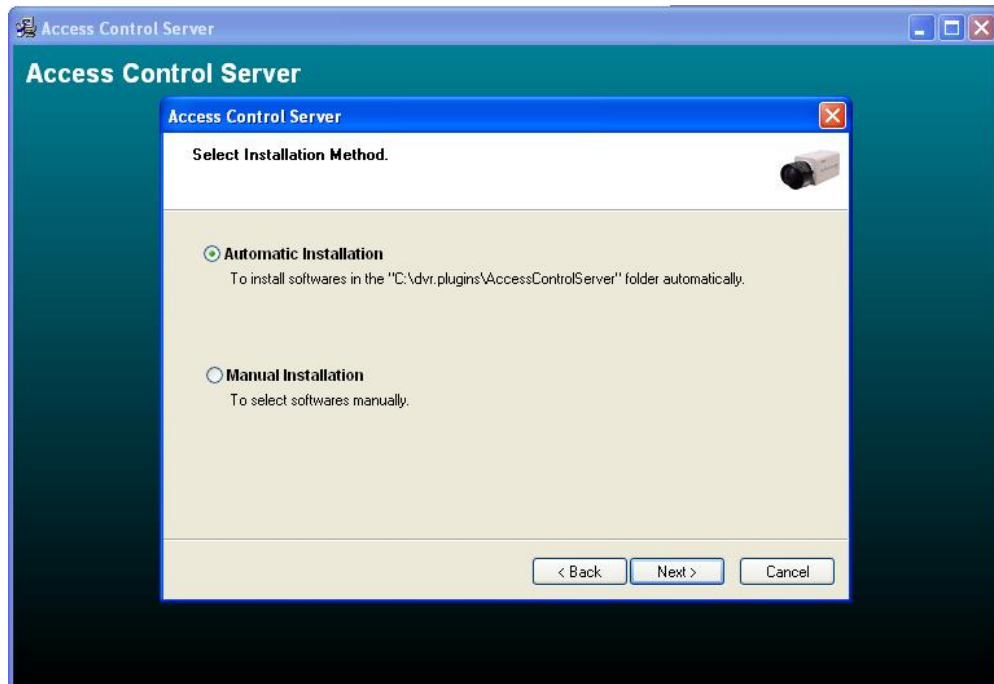 Access Control Server
Access Control Server
Access Control Server
Select Installation Method.
Automatic Installation
To install softwares in the "C:\dvr.plugins\AccessControlServer" folder automatically.
Manual Installation
To select softwares manually.
< Back Next > Cancel